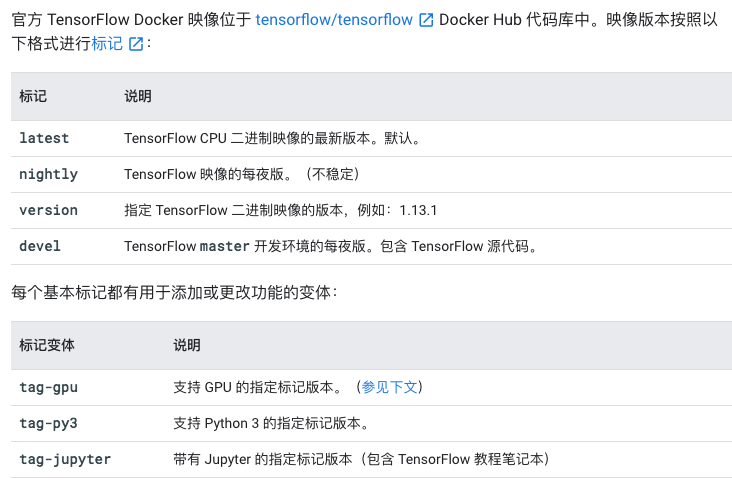 官方 TensorFlow Docker 映像位于 tensorflow/tensorflow Docker Hub 代码库中。映像版本按照以
下格式进行标记：
标记 说明
latest TensorFlow CPU 二进制映像的最新版本。默认。
nightly TensorFlow 映像的每夜版。（不稳定）
version 指定 TensorFlow 二进制映像的版本，例如：1.13.1
devel TensorFlow master 开发环境的每夜版。包含 TensorFlow 源代码。
每个基本标记都有用于添加或更改功能的变体：
标记变体 说明
tag-gpu 支持 GPU 的指定标记版本。（参见下文）
tag-py3 支持 Python 3 的指定标记版本。
tag-jupyter 带有 Jupyter 的指定标记版本（包含 TensorFlow 教程笔记本）